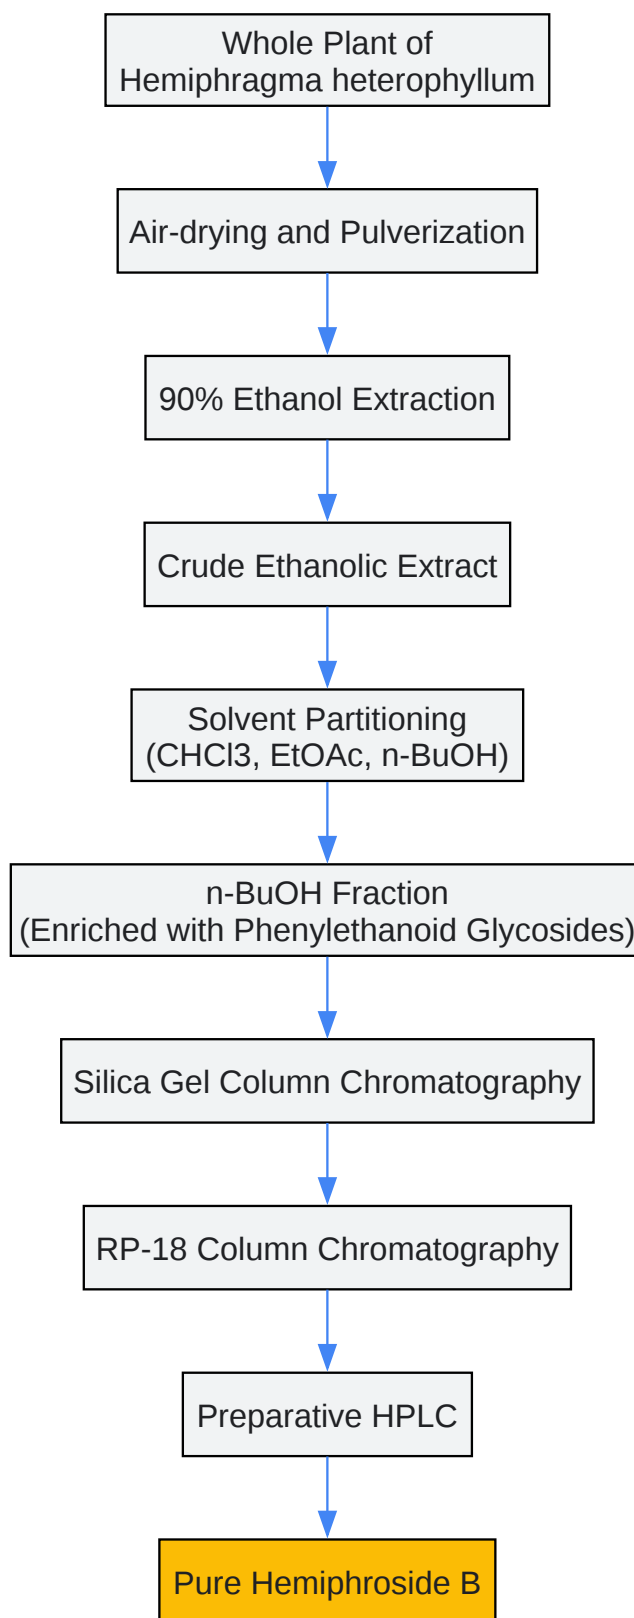 Whole Plant of
Hemiphragma heterophyllum
Air-drying and Pulverization
90% Ethanol Extraction
Crude Ethanolic Extract
Solvent Partitioning
(CHCl3, EtOAc, n-BuOH)
n-BuOH Fraction
(Enriched with Phenylethanoid Glycosides)
Silica Gel Column Chromatography
RP-18 Column Chromatography
Preparative HPLC
Pure Hemiphroside B